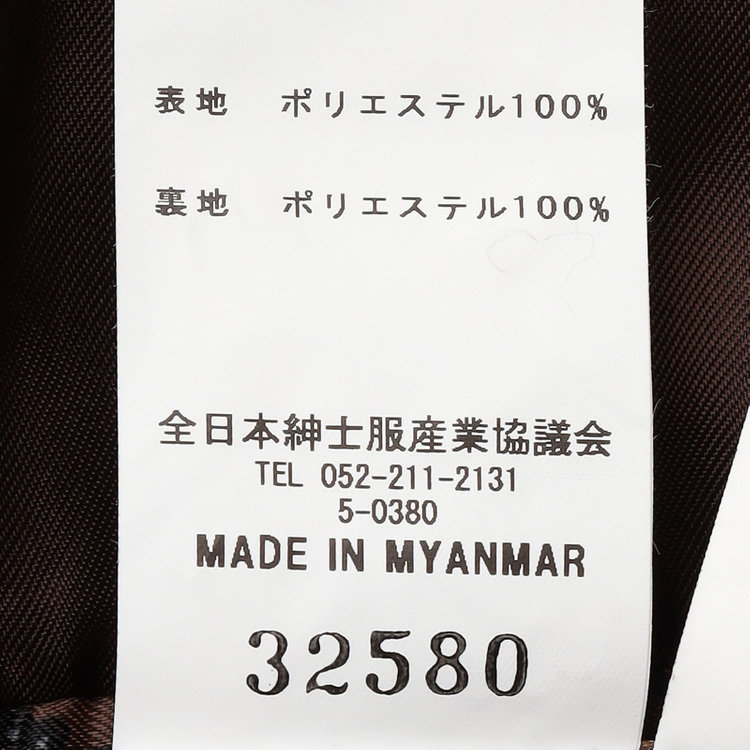 表地　ポリエステル100%
裏地　ポリエステル100%
全日本紳士服産業協議会
TEL 052-211-2131
5-0380
MADE IN MYANMAR
32580